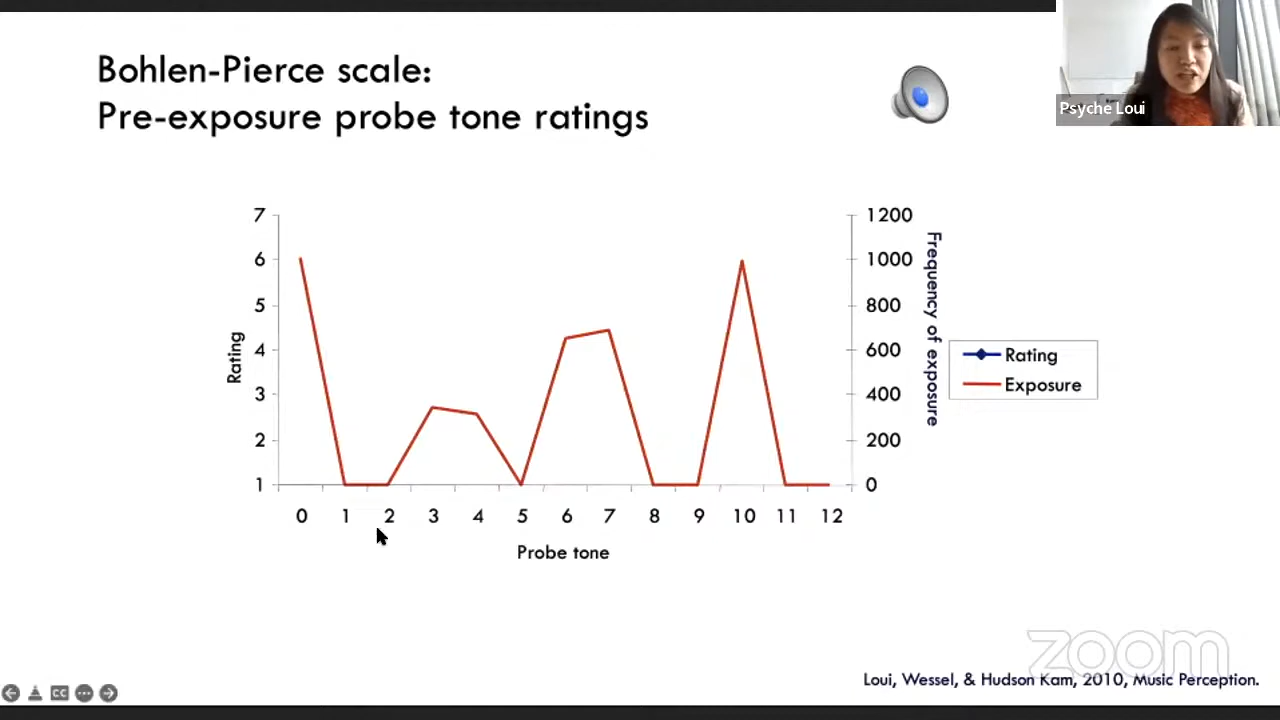 Bohlen-Pierce scale:
Pre-exposure probe tone ratings
Psyche Loui
7
6
5
4
3
2
1
Rating
1200
1000
800
600
400
200
0
Frequency of exposure
Rating
Exposure
0 1 2 3 4 5 6 7 8 9 10 11 12
Probe tone
zoom
Loui, Wessel, & Hudson Kam, 2010, Music Perception.
CC